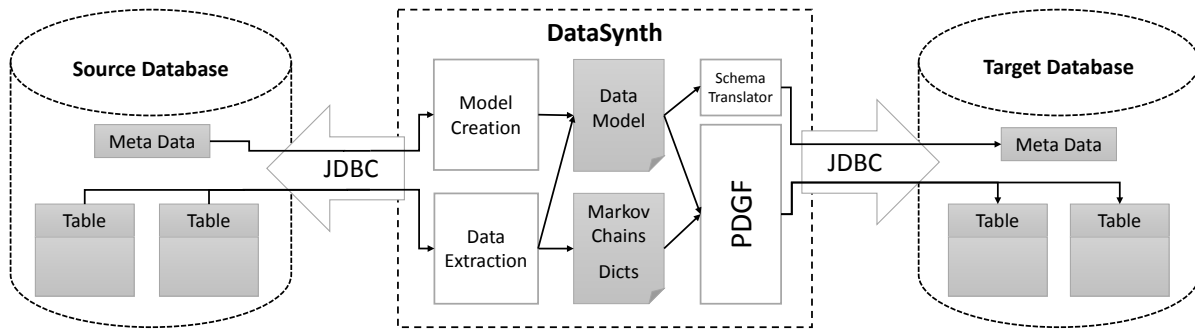 Source Database
Meta Data
Table
Table
JDBC
DataSynth
Model
Creation
Data
Extraction
Data
Model
Markov
Chains
Dicts
Schema
Translator
PDGF
JDBC
Target Database
Meta Data
Table
Table